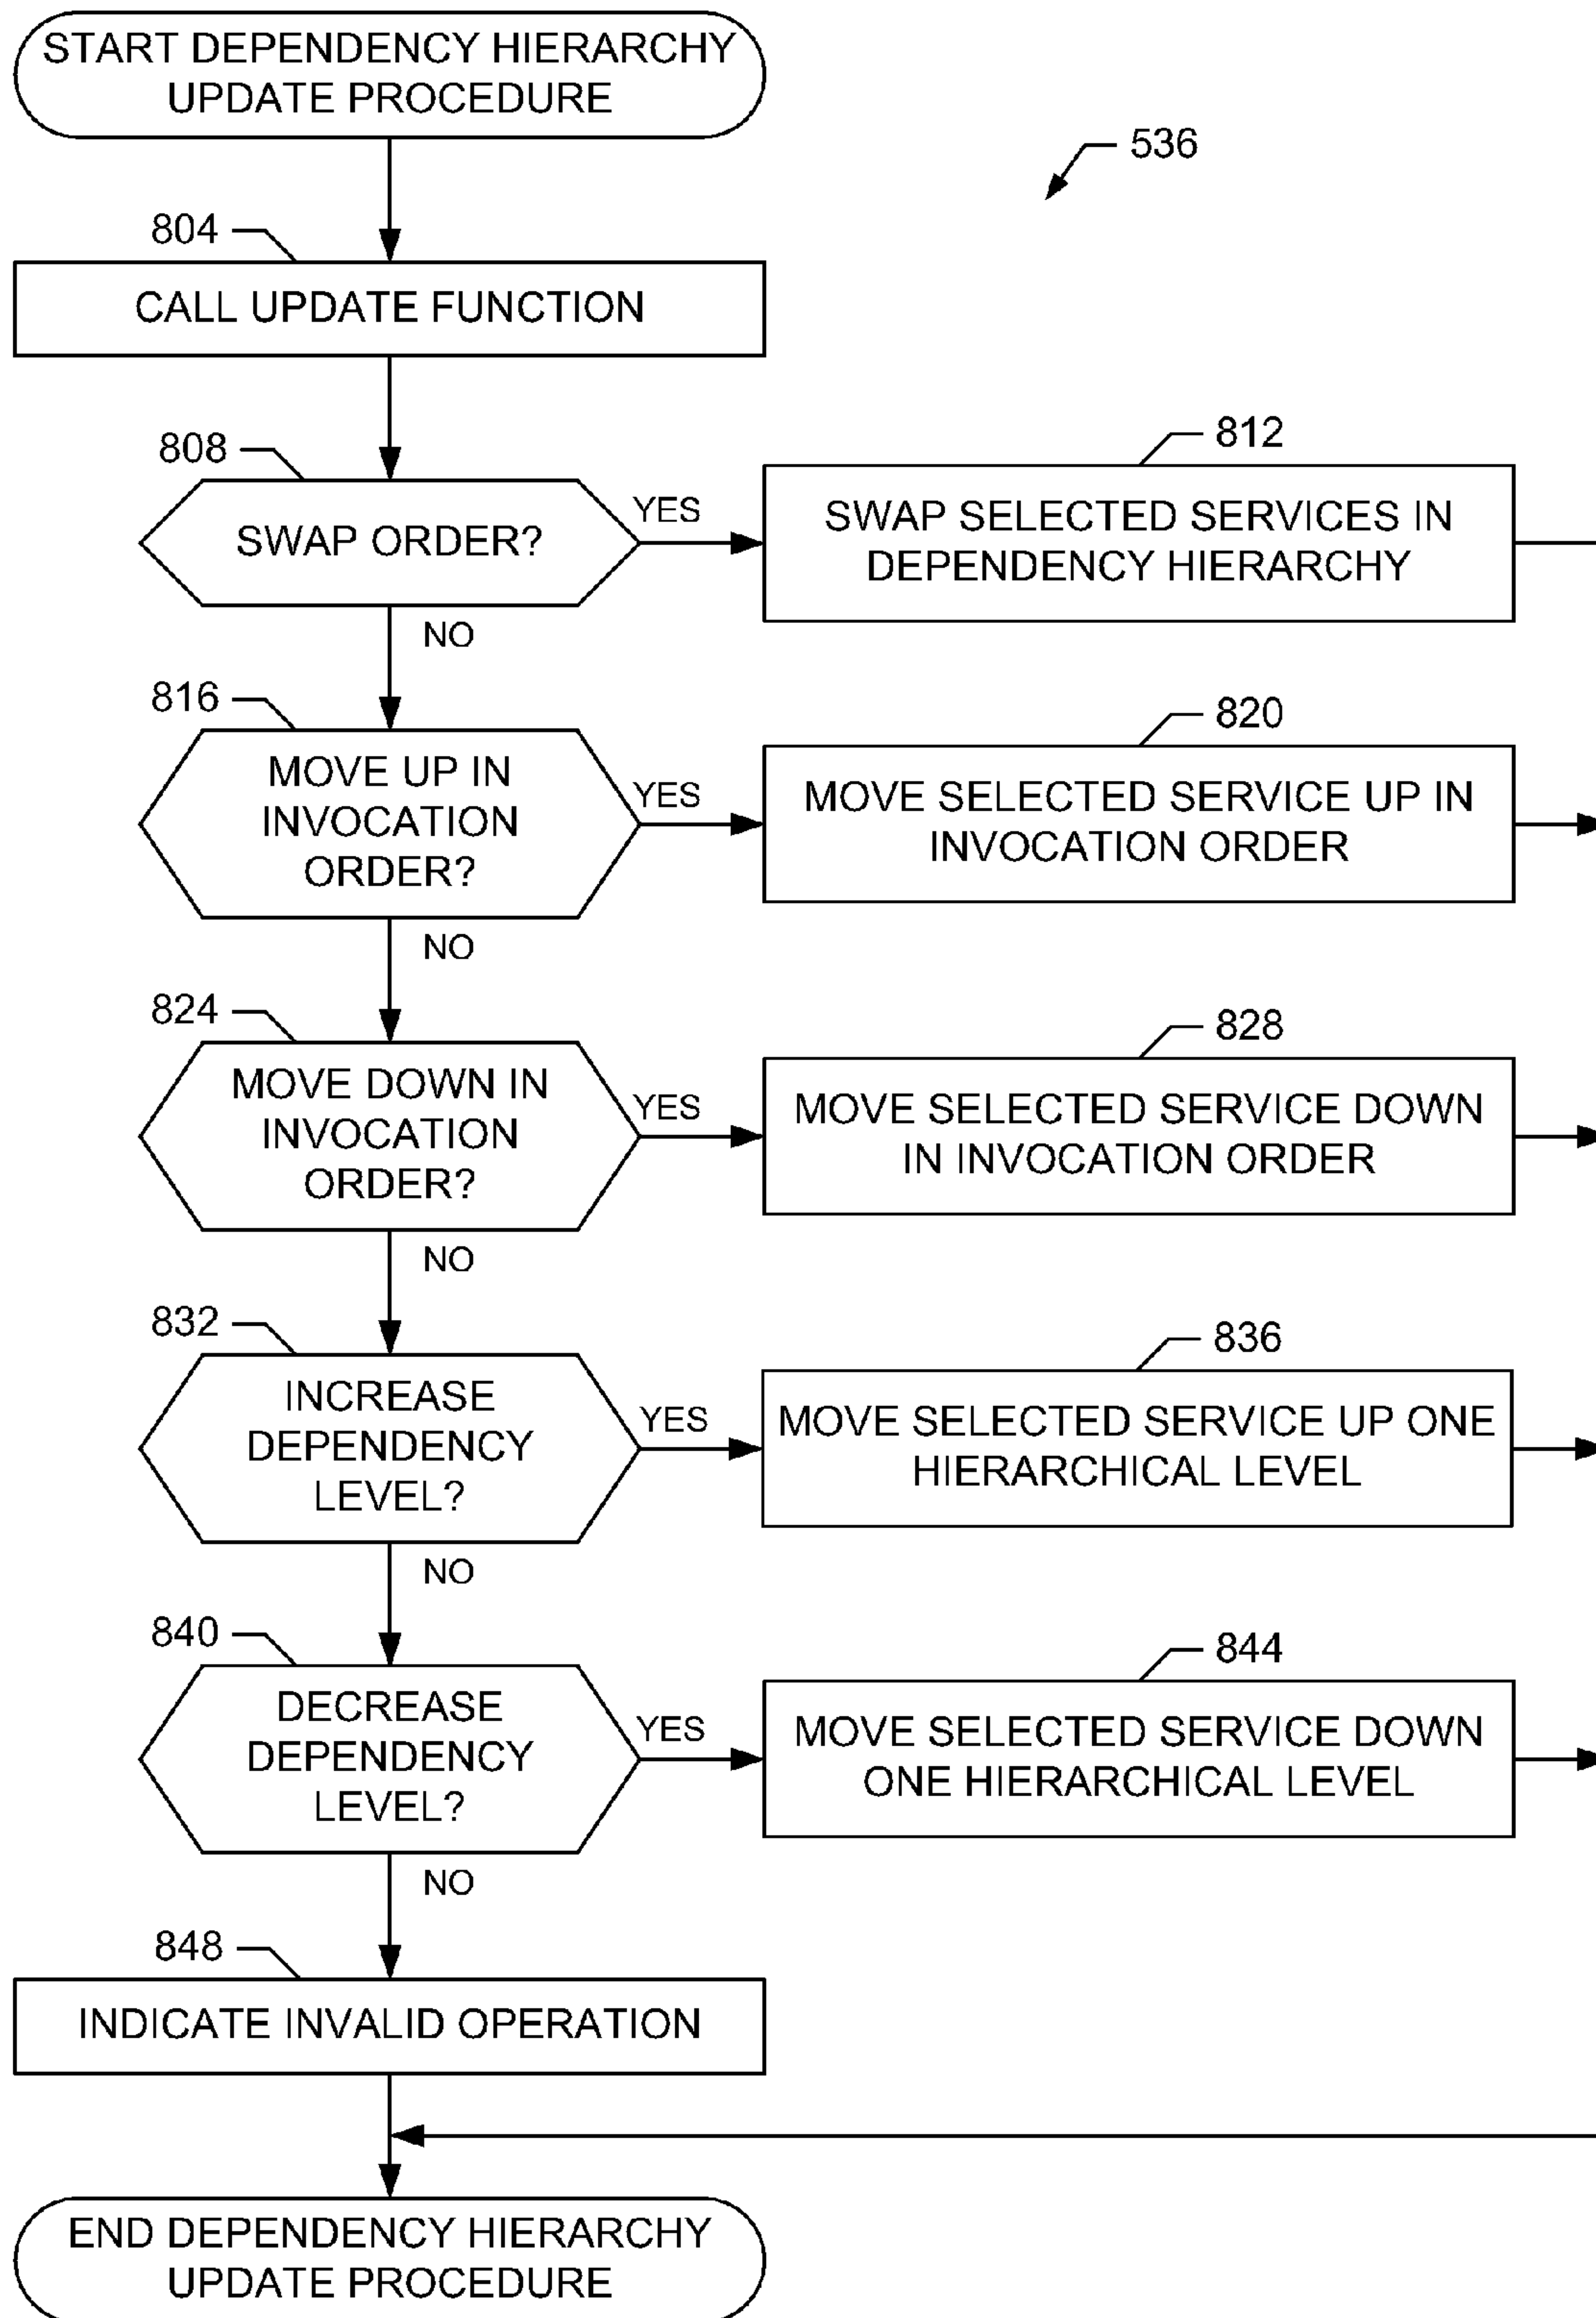 START DEPENDENCY HIERARCHY
UPDATE PROCEDURE
536
804
CALL UPDATE FUNCTION
808
SWAP ORDER?
YES
NO
812
SWAP SELECTED SERVICES IN
DEPENDENCY HIERARCHY
816
MOVE UP IN
INVOCATION
ORDER?
YES
NO
820
MOVE SELECTED SERVICE UP IN
INVOCATION ORDER
824
MOVE DOWN IN
INVOCATION
ORDER?
YES
NO
828
MOVE SELECTED SERVICE DOWN
IN INVOCATION ORDER
832
INCREASE
DEPENDENCY
LEVEL?
YES
NO
836
MOVE SELECTED SERVICE UP ONE
HIERARCHICAL LEVEL
840
DECREASE
DEPENDENCY
LEVEL?
YES
NO
844
MOVE SELECTED SERVICE DOWN
ONE HIERARCHICAL LEVEL
848
INDICATE INVALID OPERATION
END DEPENDENCY HIERARCHY
UPDATE PROCEDURE